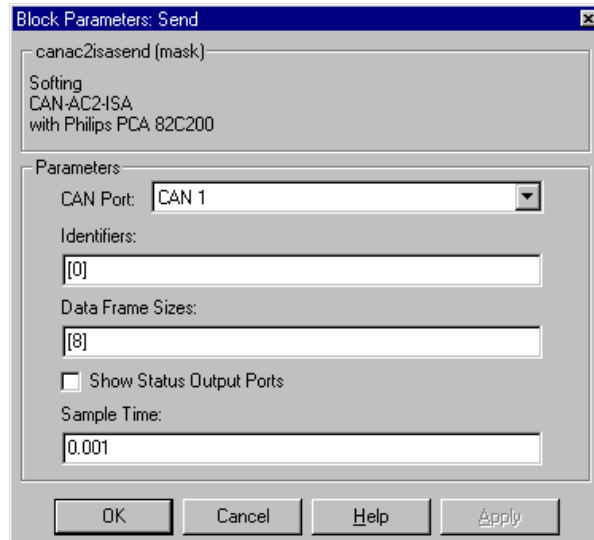 Block Parameters: Send
canac2isasend (mask)
Softing
CAN-AC2-ISA
with Philips PCA 82C200
Parameters
CAN Port: CAN 1
Identifiers:
[0]
Data Frame Sizes:
[8]
Show Status Output Ports
Sample Time:
0.001
OK Cancel Help Apply